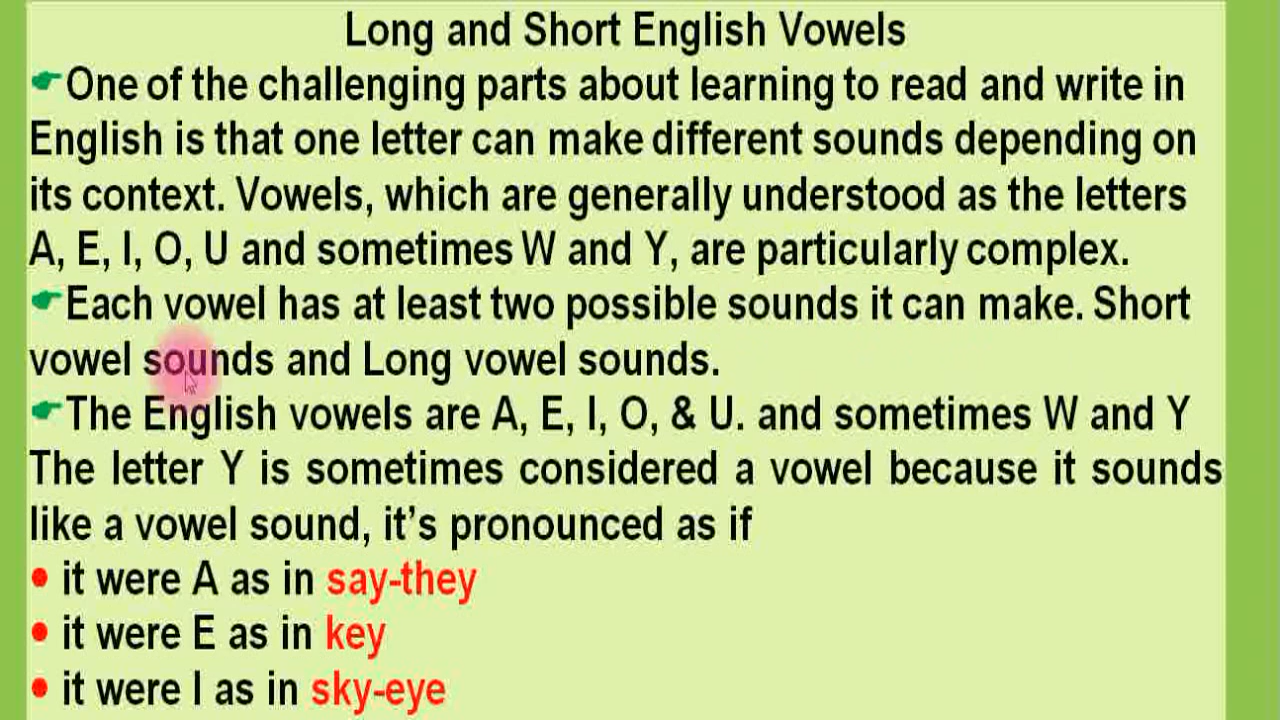 Long and Short English Vowels
☛One of the challenging parts about learning to read and write in
English is that one letter can make different sounds depending on
its context. Vowels, which are generally understood as the letters
A, E, I, O, U and sometimes W and Y, are particularly complex.
☛Each vowel has at least two possible sounds it can make. Short
vowel sounds and Long vowel sounds.
☛The English vowels are A, E, I, O, & U. and sometimes W and Y
The letter Y is sometimes considered a vowel because it sounds
like a vowel sound, it’s pronounced as if
• it were A as in say-they
• it were E as in key
• it were I as in sky-eye